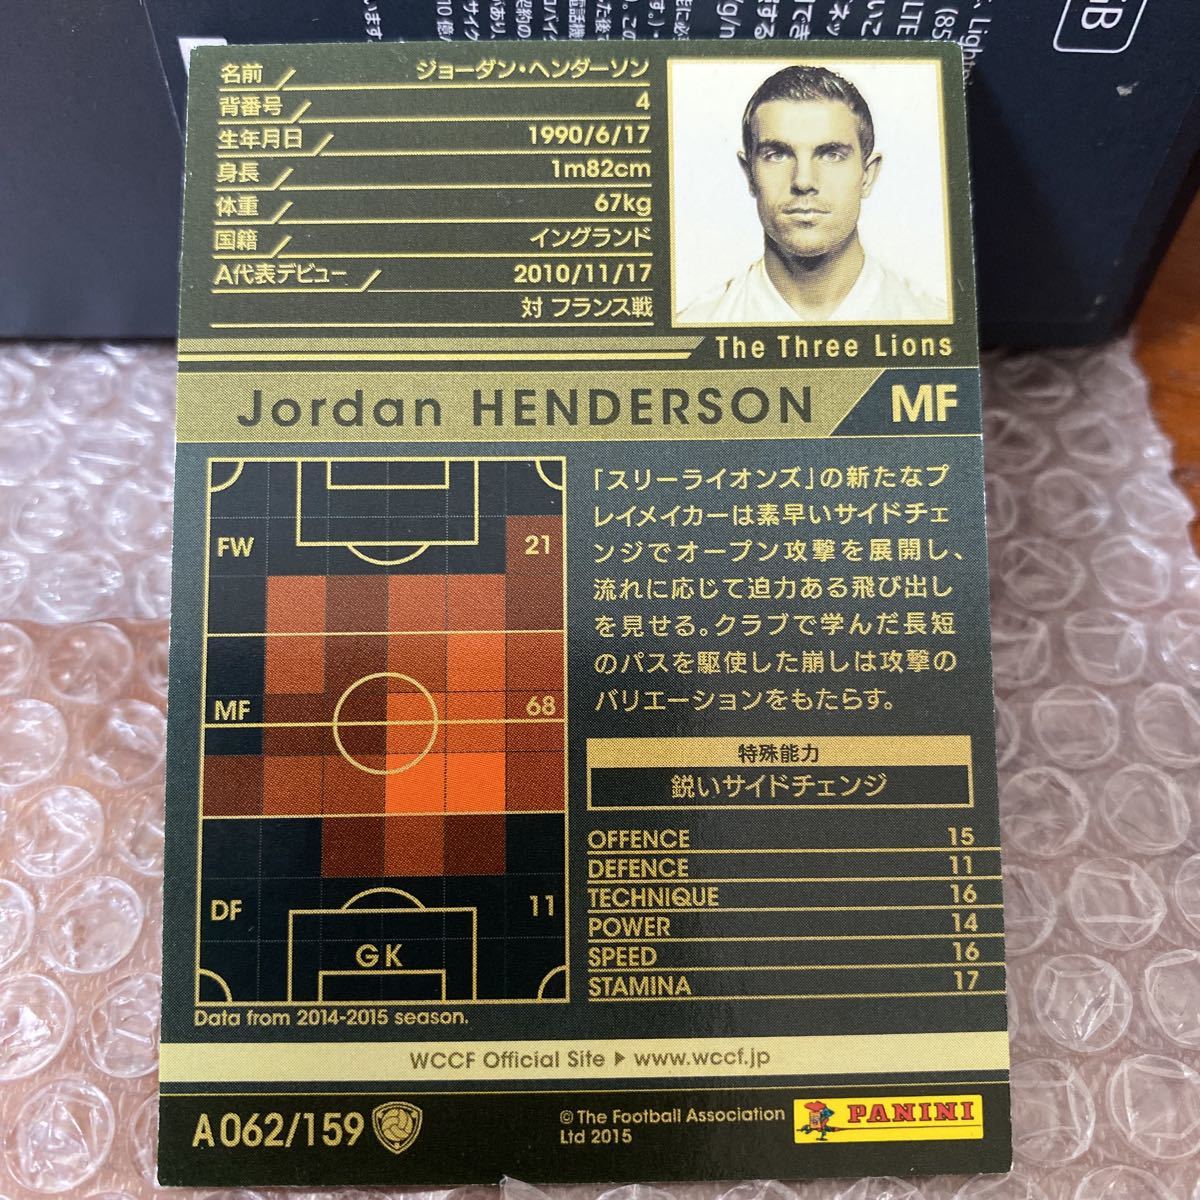 名前 ジョーダン・ヘンダーソン
背番号 4
生年月日 1990/6/17
身長 1m82cm
体重 67kg
国籍 イングランド
A代表デビュー 2010/11/17
対 フランス戦
The Three Lions
Jordan HENDERSON MF
FW 21
MF 68
DF 11
GK
Data from 2014-2015 season.
「スリーライオンズ」の新たなプ
レイメイカーは素早いサイドチェ
ンジでオープン攻撃を展開し、
流れに応じて迫力ある飛び出し
を見せる。クラブで学んだ長短
のパスを駆使した崩しは攻撃の
バリエーションをもたらす。
特殊能力
鋭いサイドチェンジ
OFFENCE 15
DEFENCE 11
TECHNIQUE 16
POWER 14
SPEED 16
STAMINA 17
WCCF Official Site ▶ www.wccf.jp
A062/159
© The Football Association
Ltd 2015
PANINI